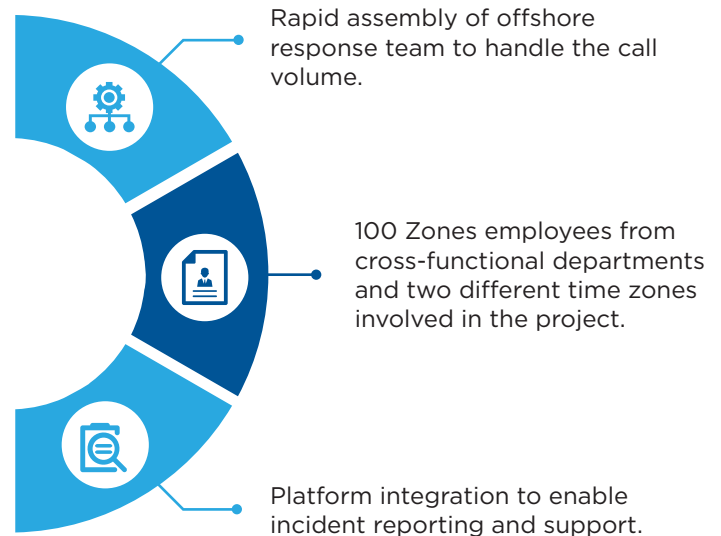 Rapid assembly of offshore
response team to handle the call
volume.
100 Zones employees from
cross-functional departments
and two different time zones
involved in the project.
Platform integration to enable
incident reporting and support.